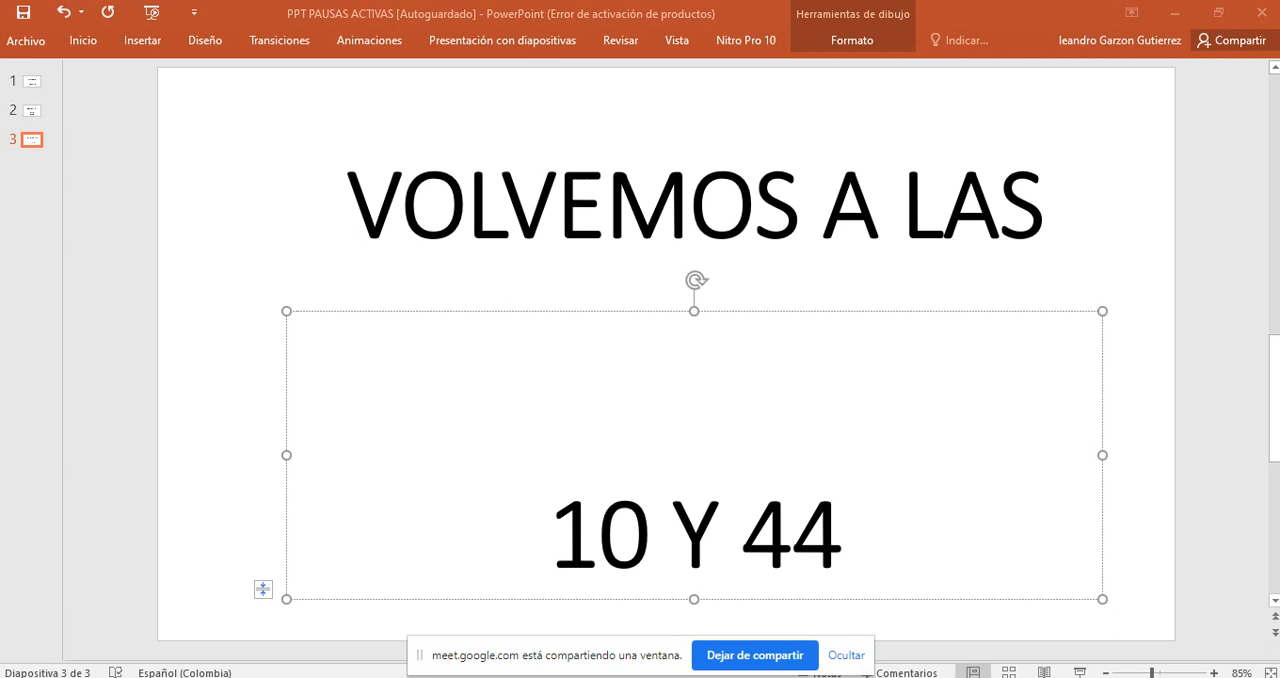 PPT PAUSAS ACTIVAS [Autoguardado] - PowerPoint (Error de activación de productos)
Herramientas de dibujo
Archivo Inicio Insertar Diseño Transiciones Animaciones Presentación con diapositivas Revisar Vista Nitro Pro 10 Formato Indicar... leandro Garzon Gutierrez Compartir
1
2
3
VOLVEMOS A LAS
10 Y 44
meet.google.com está compartiendo una ventana. Dejar de compartir Ocultar
Diapositiva 3 de 3 Español (Colombia) Notas Comentarios 85%